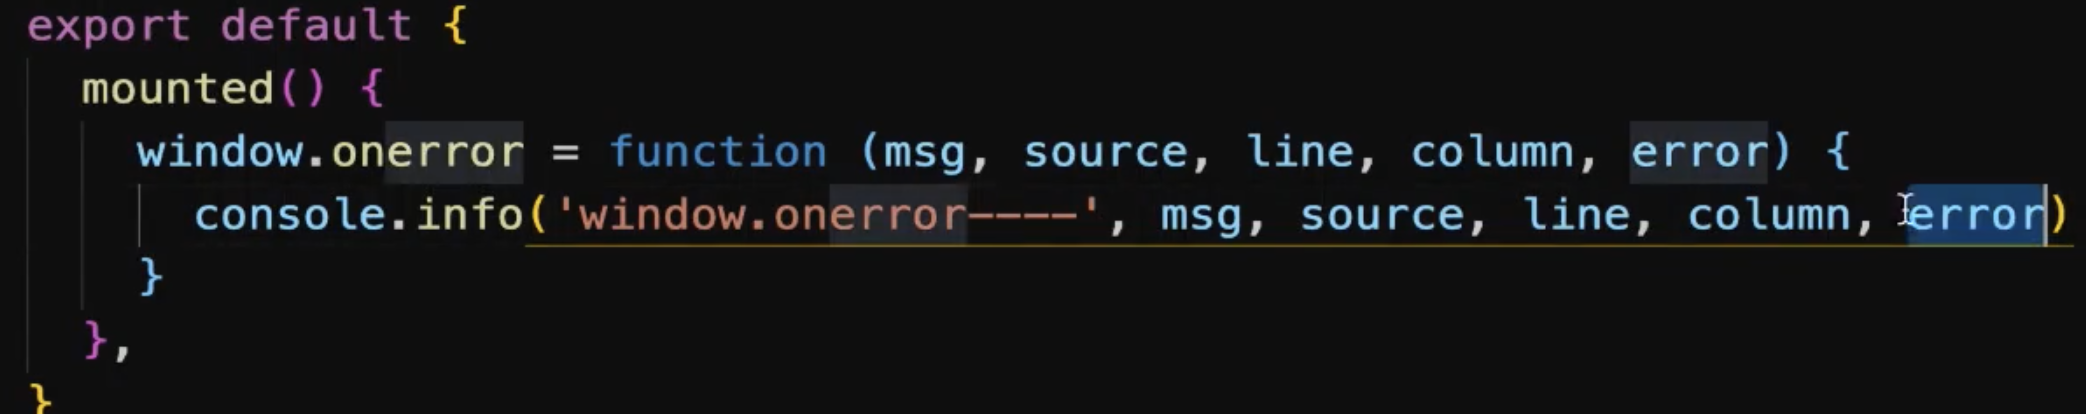 export default {
mounted() {
window.onerror = function (msg, source, line, column, error) {
console.info('window.onerror----', msg, source, line, column, error)
}
},
}